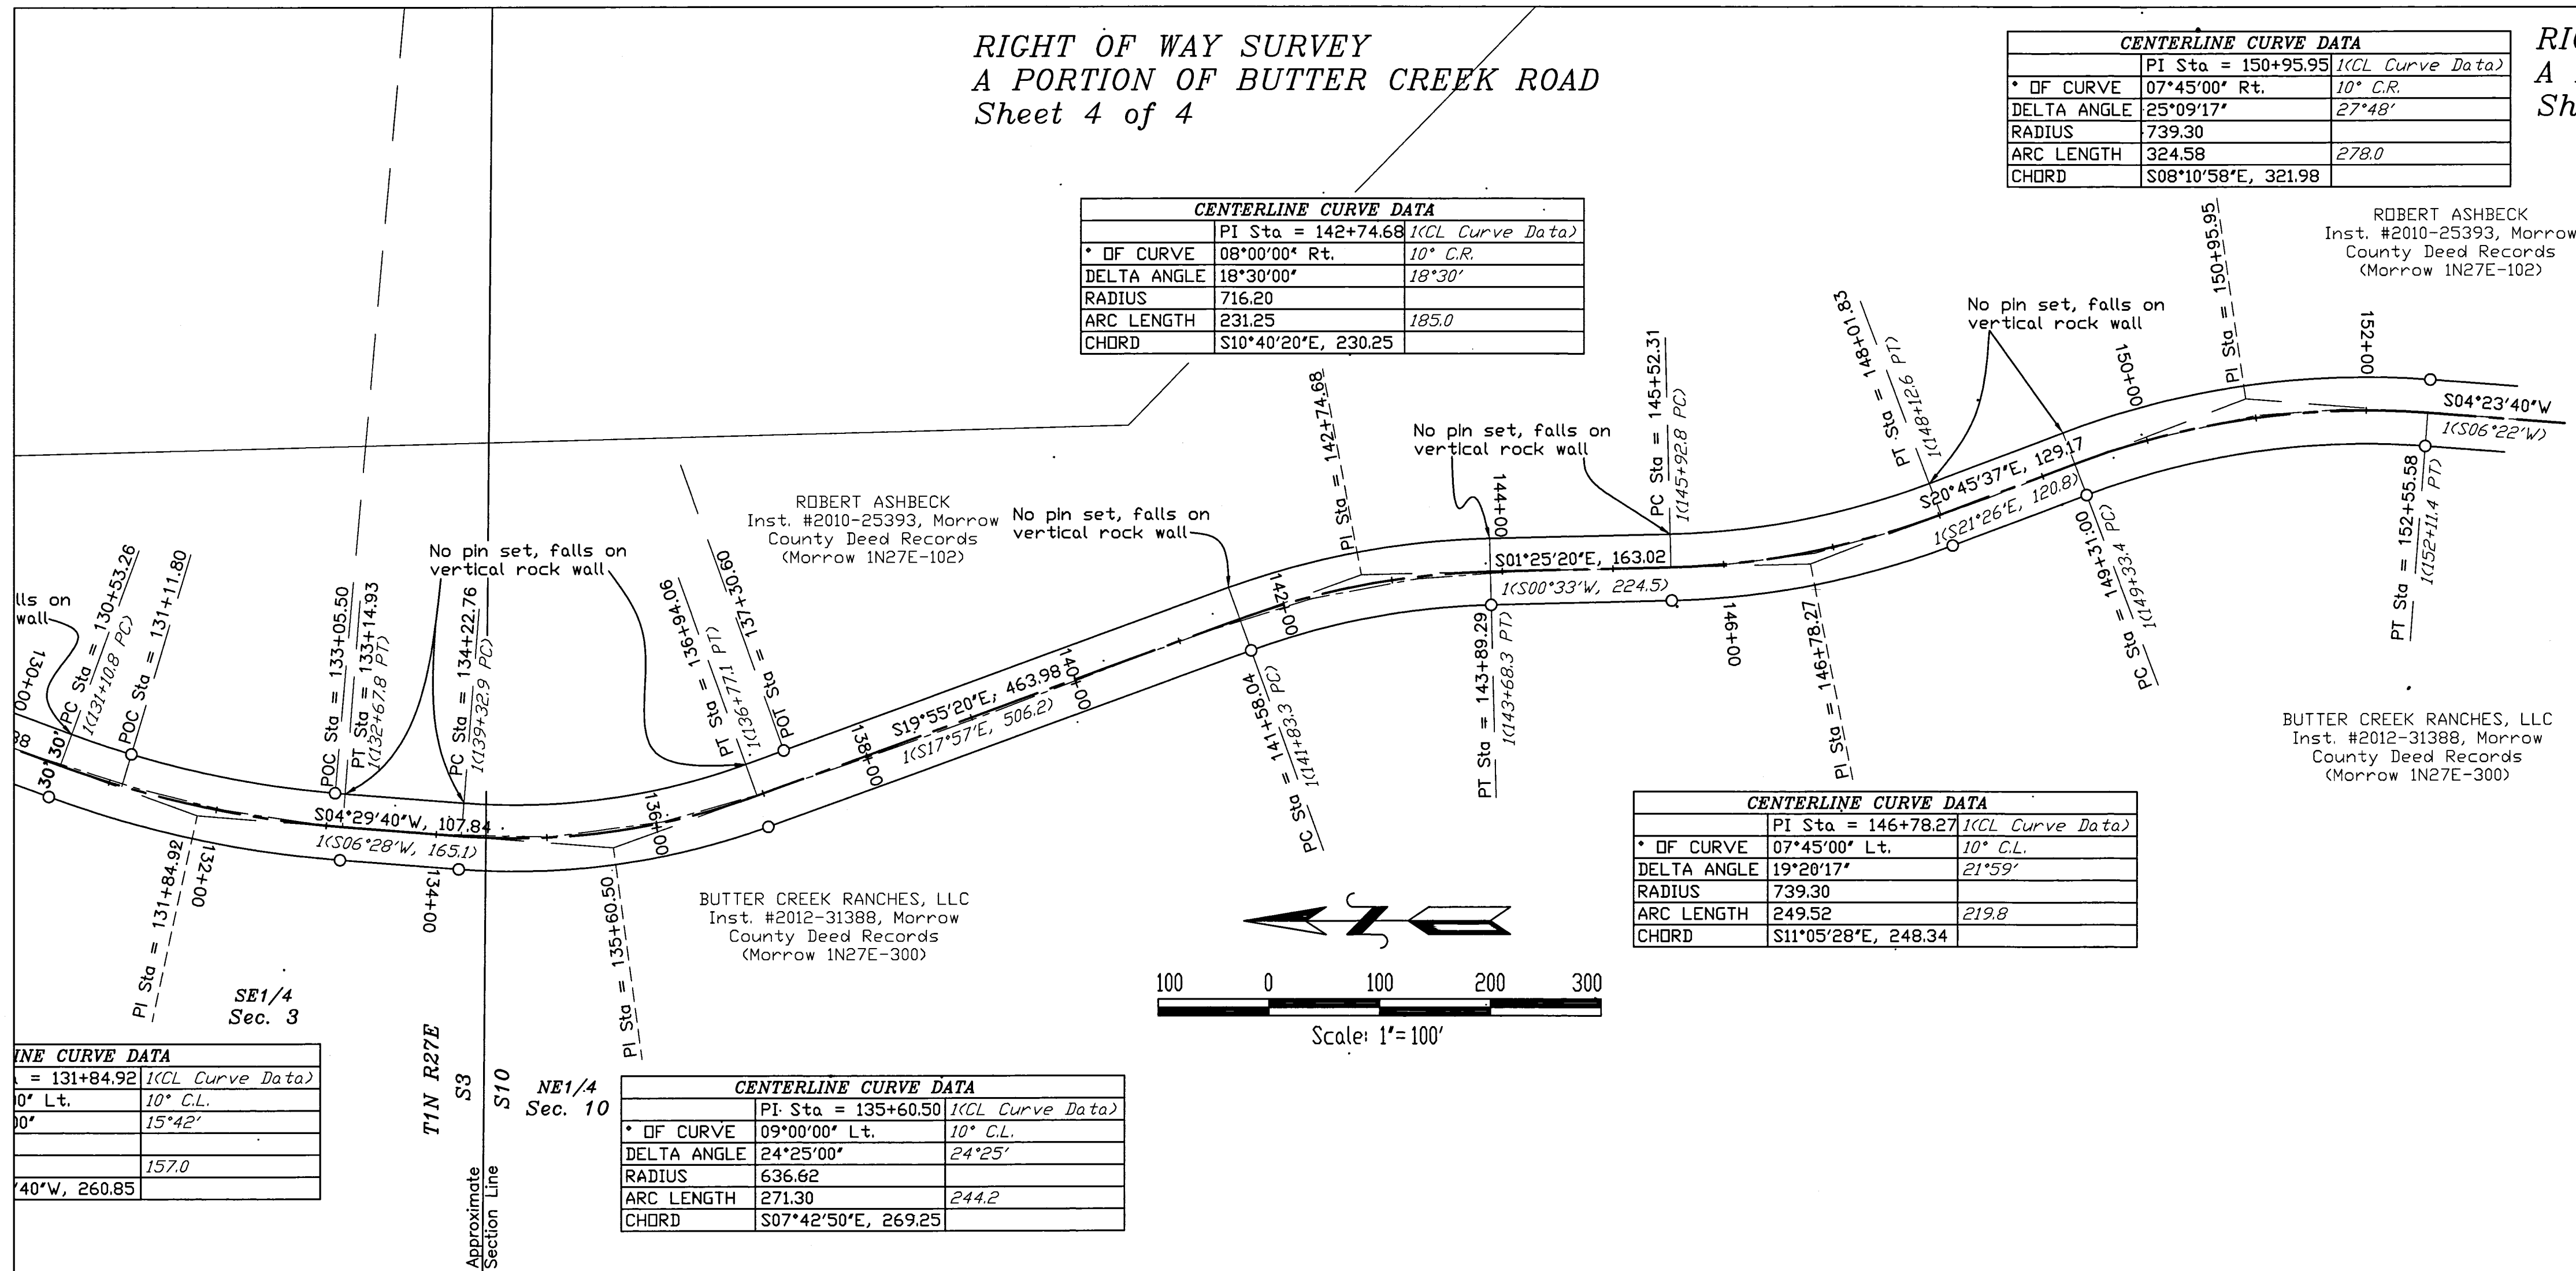 RIGHT OF WAY SURVEY
A PORTION OF BUTTER CREEK ROAD
Sheet 4 of 4
CENTERLINE CURVE DATA
PI Sta = 150+95.95 1(CL Curve Data)
° OF CURVE 07°45'00" Rt. 10° C.R.
DELTA ANGLE 25°09'17" 27°48'
RADIUS 739.30
ARC LENGTH 324.58 278.0
CHORD S08°10'58"E, 321.98
CENTERLINE CURVE DATA
PI Sta = 142+74.68 1(CL Curve Data)
° OF CURVE 08°00'00" Rt. 10° C.R.
DELTA ANGLE 18°30'00" 18°30'
RADIUS 716.20
ARC LENGTH 231.25 185.0
CHORD S10°40'20"E, 230.25
ROBERT ASHBECK
Inst. #2010-25393, Morrow
County Deed Records
(Morrow 1N27E-102)
No pin set, falls on
vertical rock wall
lls on
wall
130+00
PC Sta = 130+53.26
1(131+10.8 PC)
POC Sta = 131+11.80
POC Sta = 133+05.50
PT Sta = 133+14.93
1(132+67.8 PT)
No pin set, falls on
vertical rock wall
PC Sta = 134+22.76
1(139+32.9 PC)
PT Sta = 136+94.06
1(136+77.1 PT)
POT Sta = 137+30.60
ROBERT ASHBECK
Inst. #2010-25393, Morrow
County Deed Records
(Morrow 1N27E-102)
No pin set, falls on
vertical rock wall
PI Sta = 142+74.68
No pin set, falls on
vertical rock wall
144+00
PC Sta = 145+52.31
1(145+92.8 PC)
PT Sta = 148+01.83
1(148+12.6 PT)
150+00
PI Sta = 150+95.95
152+00
S04°23'40"W
1(S06°22'W)
S20°45'37"E, 129.17
1(S21°26'E, 120.8)
S01°25'20"E, 163.02
1(S00°33'W, 224.5)
S19°55'20"E, 463.98
1(S17°57'E, 506.2)
S04°29'40"W, 107.84
1(S06°28'W, 165.1)
PI Sta = 131+84.92
132+00
134+00
136+00
138+00
140+00
142+00
PI Sta = 135+60.50
PC Sta = 141+58.04
1(141+83.3 PC)
PT Sta = 143+89.29
1(143+68.3 PT)
146+00
PI Sta = 146+78.27
PC Sta = 149+31.00
1(149+33.4 PC)
PT Sta = 152+55.58
1(152+11.4 PT)
BUTTER CREEK RANCHES, LLC
Inst. #2012-31388, Morrow
County Deed Records
(Morrow 1N27E-300)
BUTTER CREEK RANCHES, LLC
Inst. #2012-31388, Morrow
County Deed Records
(Morrow 1N27E-300)
CENTERLINE CURVE DATA
PI Sta = 146+78.27 1(CL Curve Data)
° OF CURVE 07°45'00" Lt. 10° C.L.
DELTA ANGLE 19°20'17" 21°59'
RADIUS 739.30
ARC LENGTH 249.52 219.8
CHORD S11°05'28"E, 248.34
100 0 100 200 300
Scale: 1"=100'
SE1/4
Sec. 3
T1N R27E
S3
S10
NE1/4
Sec. 10
Approximate
Section Line
INE CURVE DATA
= 131+84.92 1(CL Curve Data)
0" Lt. 10° C.L.
00" 15°42'
157.0
'40"W, 260.85
CENTERLINE CURVE DATA
PI Sta = 135+60.50 1(CL Curve Data)
° OF CURVE 09°00'00" Lt. 10° C.L.
DELTA ANGLE 24°25'00" 24°25'
RADIUS 636.62
ARC LENGTH 271.30 244.2
CHORD S07°42'50"E, 269.25